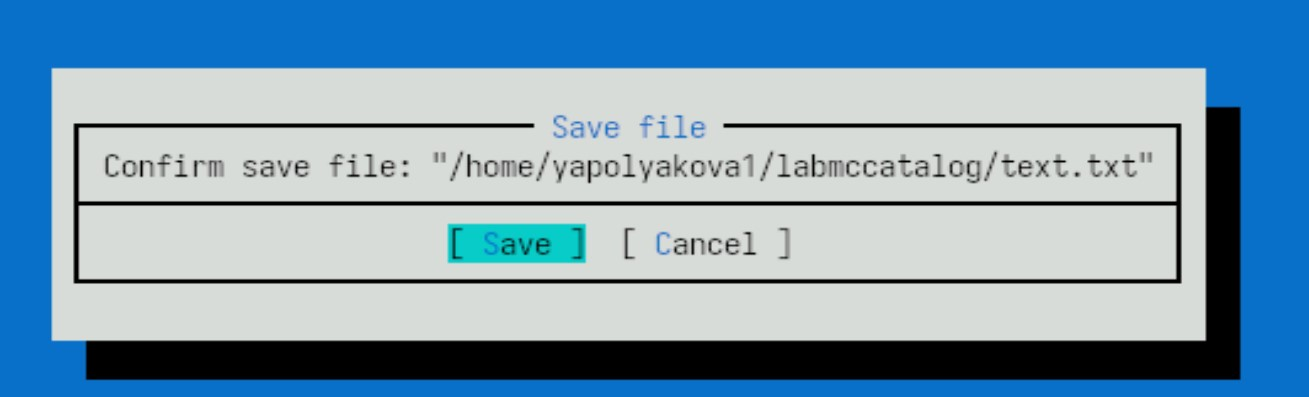 Save file
Confirm save file: "/home/yapolyakova1/labmccatalog/text.txt"
[ Save ] [ Cancel ]